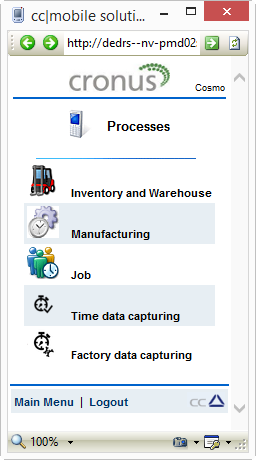 cc|mobile soluti...
http://dedrs--nv-pmd02
cronus
Cosmo
Processes
Inventory and Warehouse
Manufacturing
Job
Time data capturing
Factory data capturing
Main Menu | Logout
CC
100%